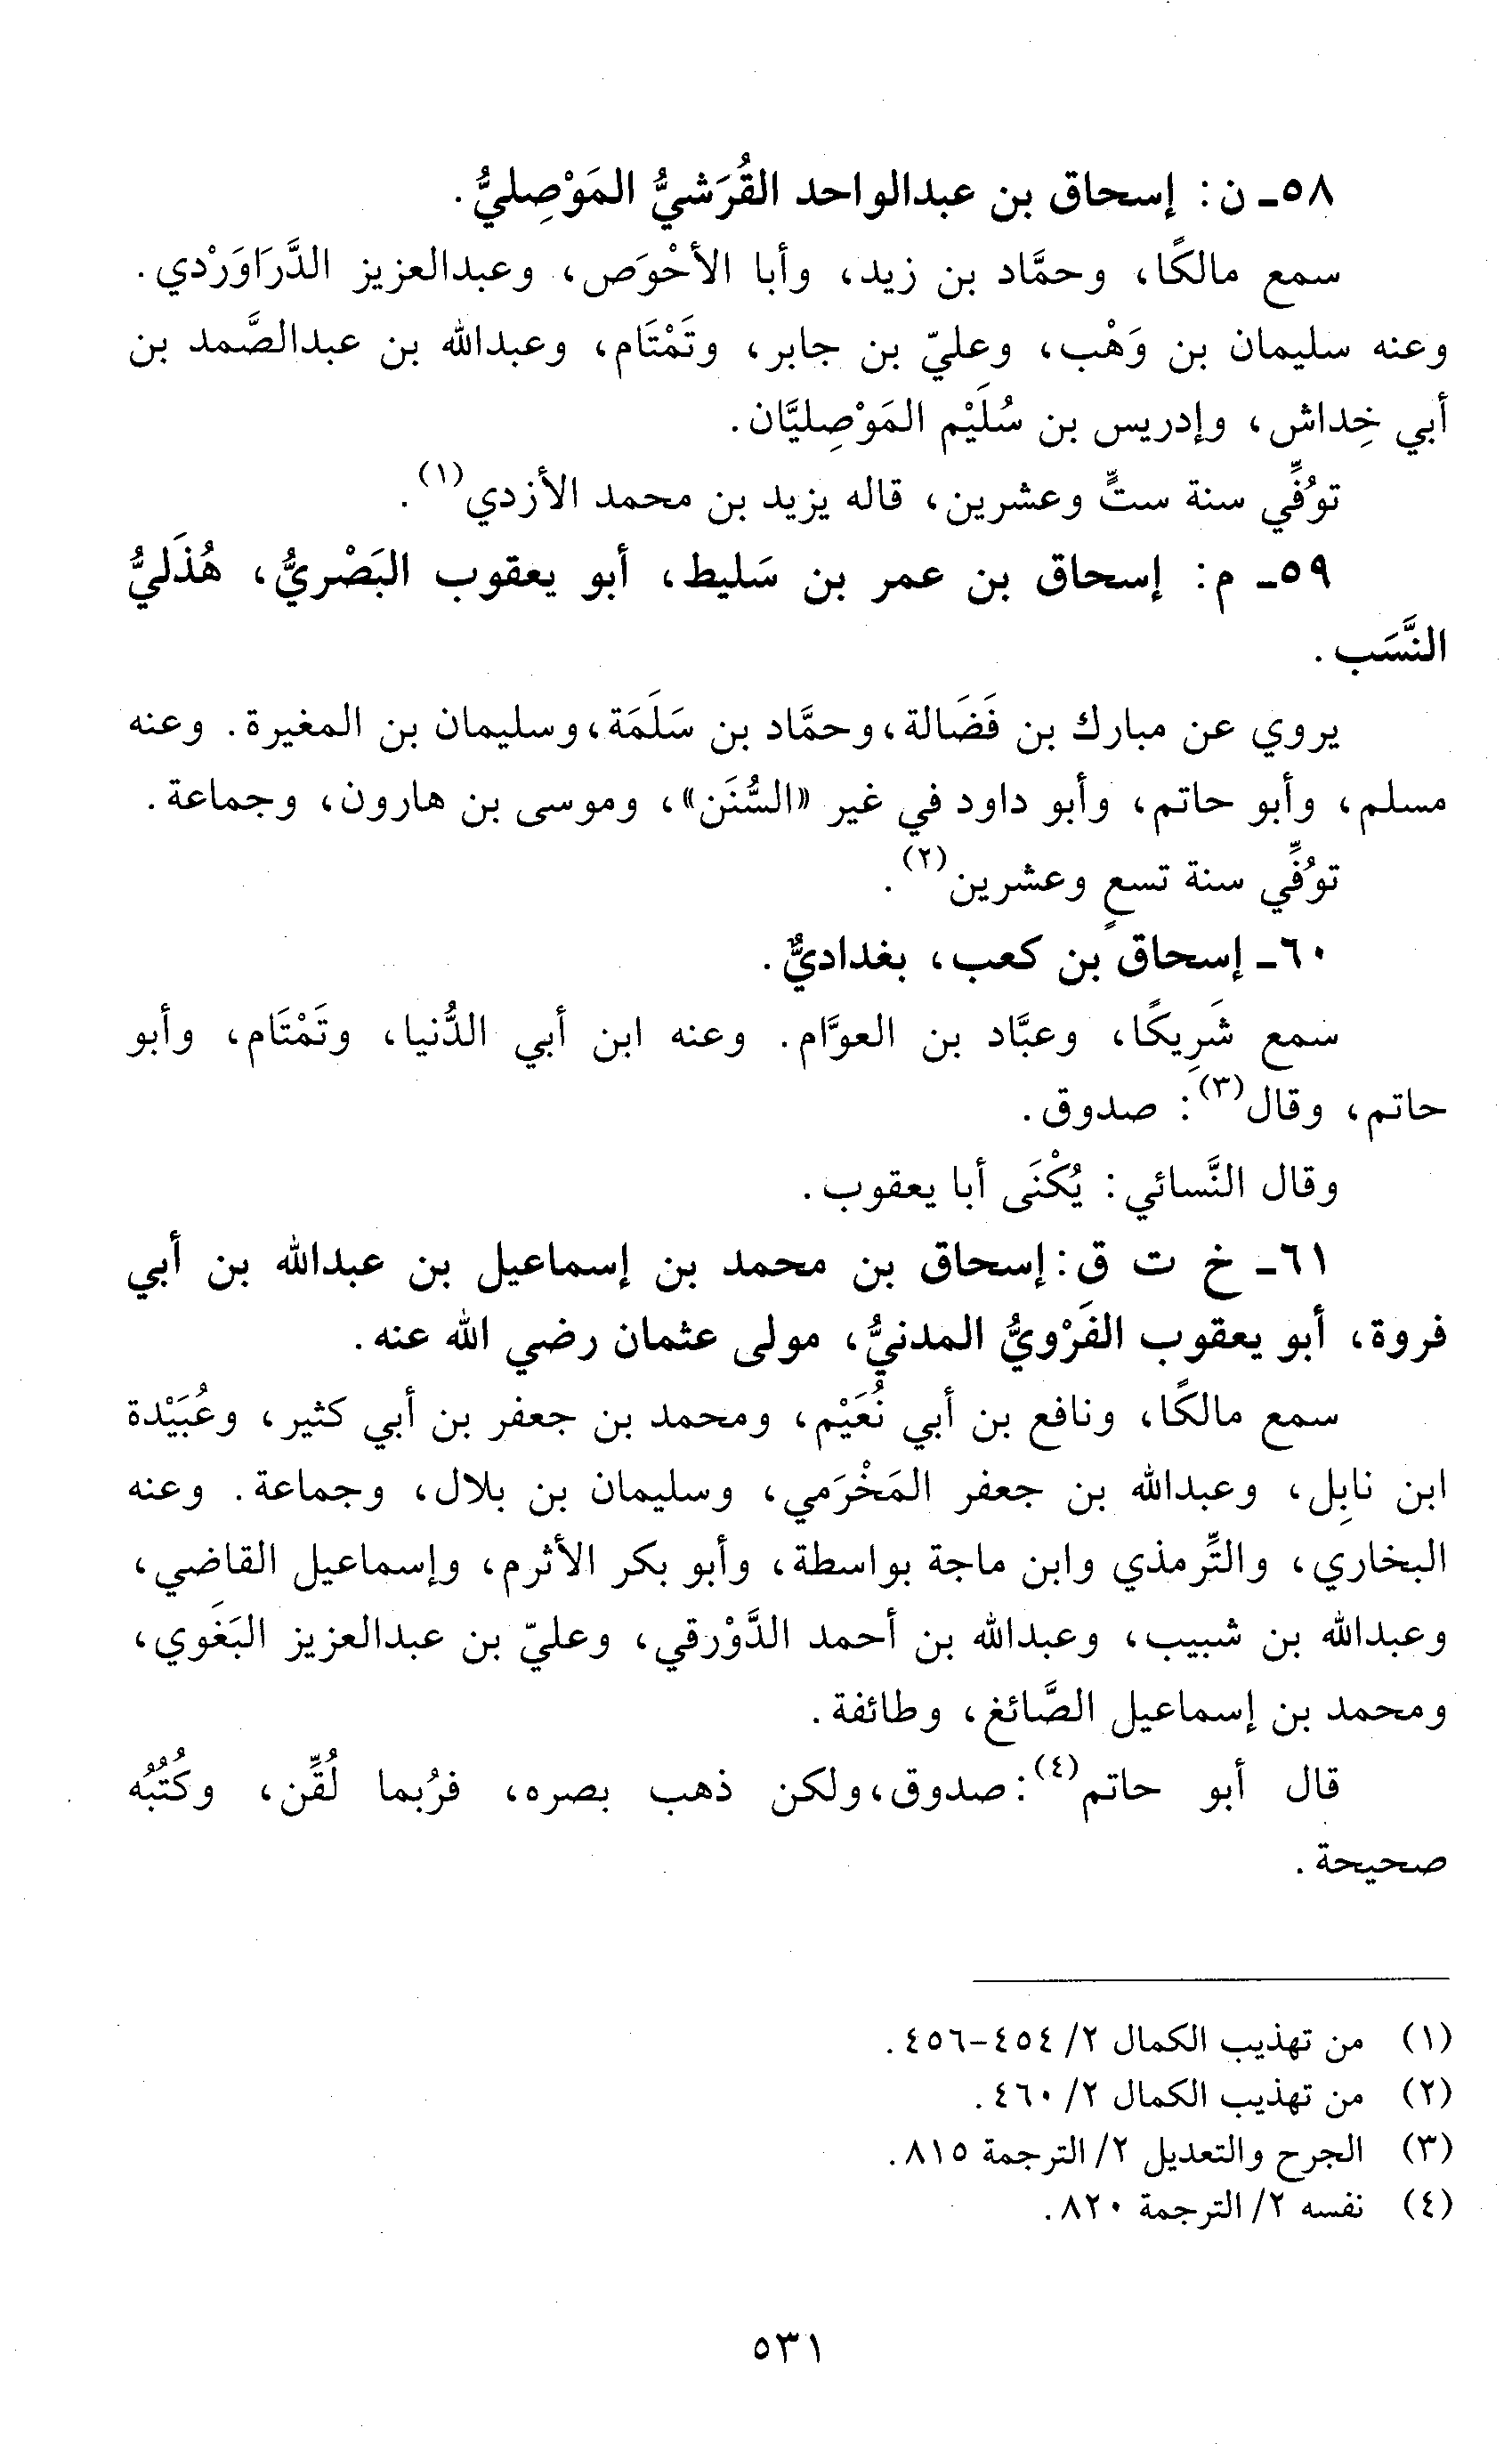 ٥٨ـ ن: إسحاق بن عبدالواحد القُرَشيُّ المَوْصِليُّ.
سمع مالكًا، وحمَّاد بن زيد، وأبا الأحْوَص، وعبدالعزيز الدَّرَاوَرْدي.
وعنه سليمان بن وَهْب، وعليّ بن جابر، وتَمْتَام، وعبدالله بن عبدالصَّمد بن
أبي خِداش، وإدريس بن سُلَيْم المَوْصِليَّان.
توُفِّي سنة ستٍّ وعشرين، قاله يزيد بن محمد الأزدي(١).
٥٩ـ م: إسحاق بن عمر بن سَليط، أبو يعقوب البَصْريُّ، هُذَليُّ
النَّسَب.
يروي عن مبارك بن فَضَالة، وحمَّاد بن سَلَمَة، وسليمان بن المغيرة. وعنه
مسلم، وأبو حاتم، وأبو داود في غير «السُّنَن»، وموسى بن هارون، وجماعة.
توُفِّي سنة تسعٍ وعشرين(٢).
٦٠ـ إسحاق بن كعب، بغداديٌّ.
سمع شَرِيكًا، وعبَّاد بن العوَّام. وعنه ابن أبي الدُّنيا، وتَمْتَام، وأبو
حاتم، وقال(٣): صدوق.
وقال النَّسائي: يُكْنَى أبا يعقوب.
٦١ـ خ ت ق: إسحاق بن محمد بن إسماعيل بن عبدالله بن أبي
فروة، أبو يعقوب الفَرْويُّ المدنيُّ، مولى عثمان رضي الله عنه.
سمع مالكًا، ونافع بن أبي نُعَيْم، ومحمد بن جعفر بن أبي كثير، وعُبَيْدة
ابن نابِل، وعبدالله بن جعفر المَخْرَمي، وسليمان بن بلال، وجماعة. وعنه
البخاري، والتِّرمذي وابن ماجة بواسطة، وأبو بكر الأثرم، وإسماعيل القاضي،
وعبدالله بن شبيب، وعبدالله بن أحمد الدَّوْرقي، وعليّ بن عبدالعزيز البَغَوي،
ومحمد بن إسماعيل الصَّائغ، وطائفة.
قال أبو حاتم(٤): صدوق، ولكن ذهب بصره، فرُبما لُقِّن، وكُتُبُه
صحيحة.
(١) من تهذيب الكمال ٢/ ٤٥٤-٤٥٦.
(٢) من تهذيب الكمال ٢/ ٤٦٠.
(٣) الجرح والتعديل ٢/ الترجمة ٨١٥.
(٤) نفسه ٢/ الترجمة ٨٢٠.
٥٣١